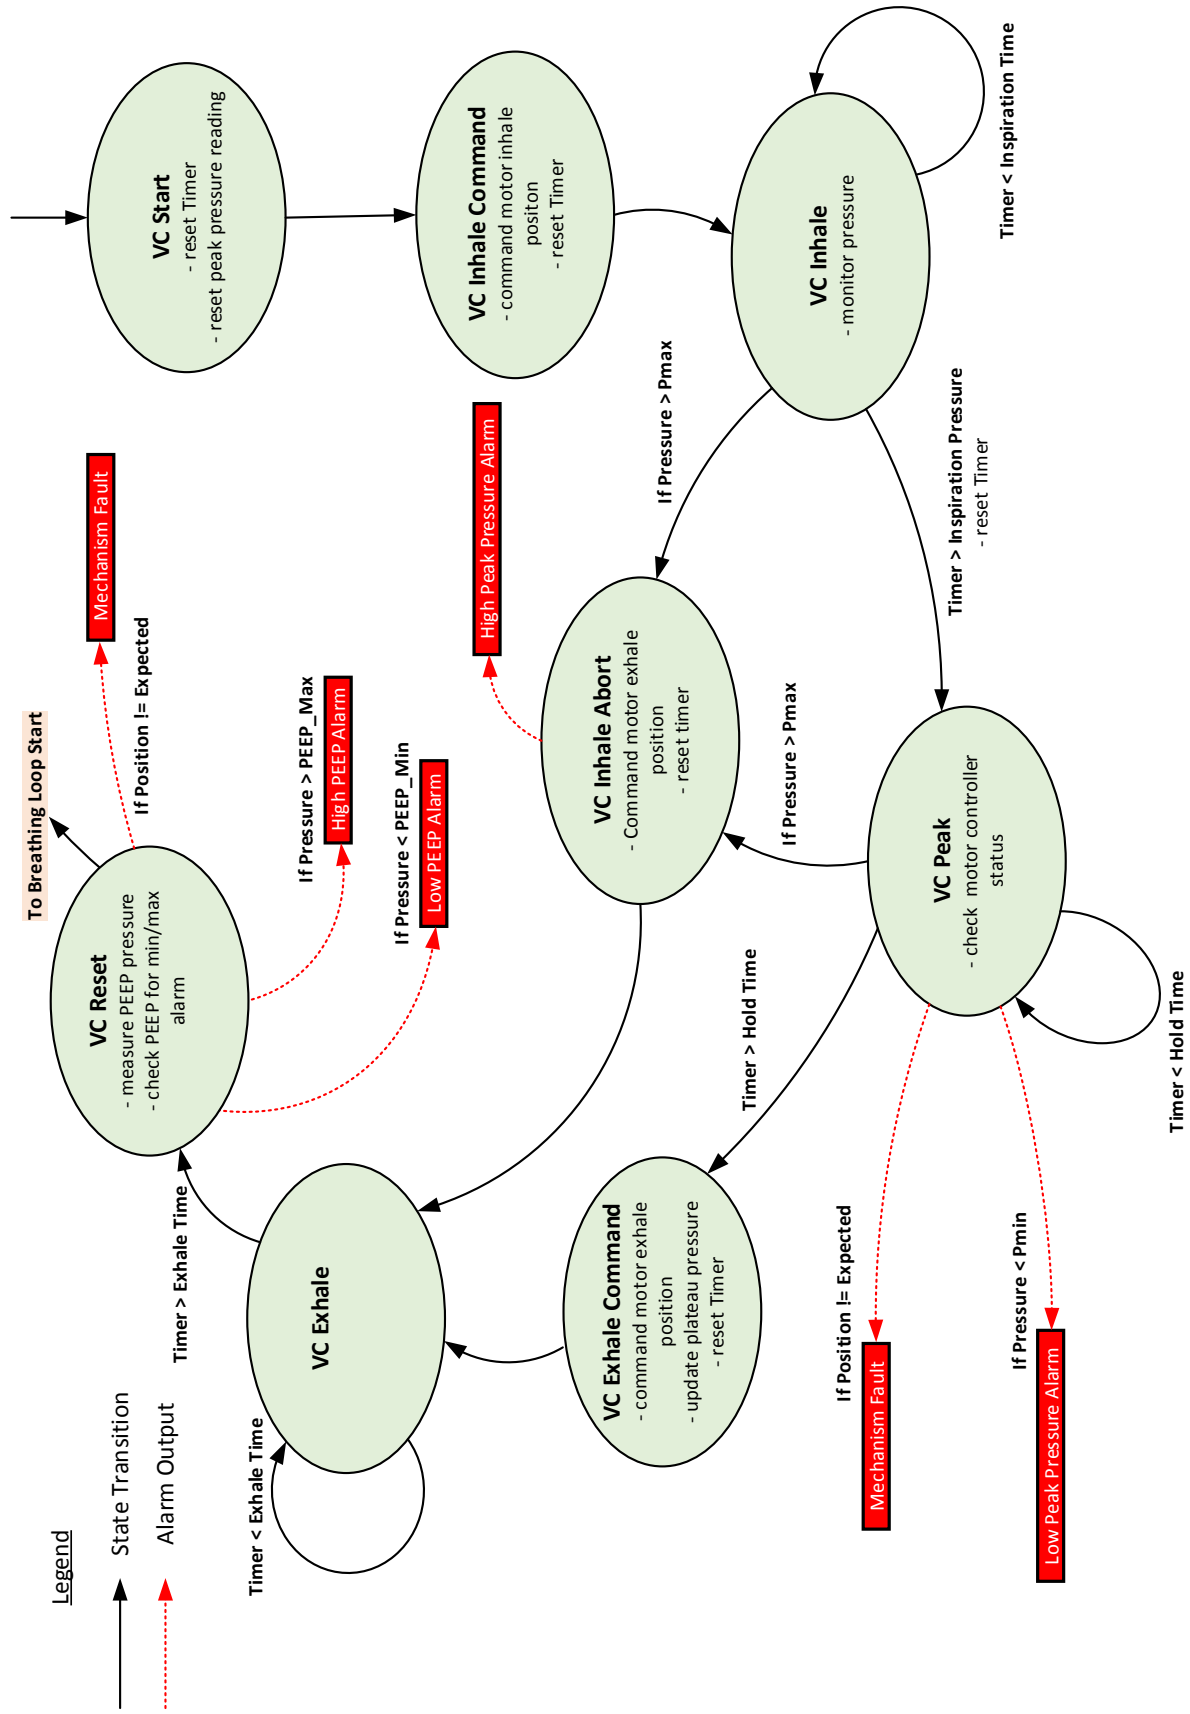 Legend
State Transition
Alarm Output
To Breathing Loop Start
VC Reset
- measure PEEP pressure
- check PEEP for min/max
alarm
If Position != Expected
Mechanism Fault
If Pressure > PEEP_Max
High PEEP Alarm
If Pressure < PEEP_Min
Low PEEP Alarm
VC Start
- reset Timer
- reset peak pressure reading
VC Inhale Command
- command motor inhale
positon
- reset Timer
VC Inhale
- monitor pressure
Timer < Inspiration Time
If Pressure > Pmax
High Peak Pressure Alarm
VC Inhale Abort
- Command motor exhale
position
- reset timer
Timer > Inspiration Pressure
- reset Timer
If Pressure > Pmax
VC Peak
- check motor controller
status
Timer < Hold Time
Timer > Hold Time
If Position != Expected
Mechanism Fault
If Pressure < Pmin
Low Peak Pressure Alarm
VC Exhale Command
- command motor exhale
position
- update plateau pressure
- reset Timer
VC Exhale
Timer < Exhale Time
Timer > Exhale Time